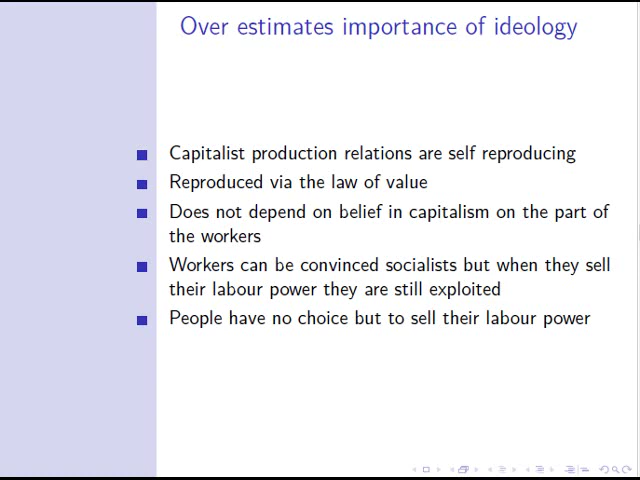 Over estimates importance of ideology
Capitalist production relations are self reproducing
Reproduced via the law of value
Does not depend on belief in capitalism on the part of
the workers
Workers can be convinced socialists but when they sell
their labour power they are still exploited
People have no choice but to sell their labour power